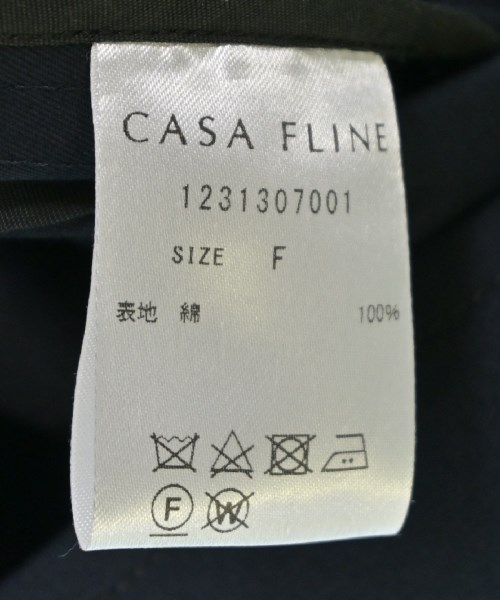 CASA FLINE
1231307001
SIZE F
表地 綿 100%
F
W